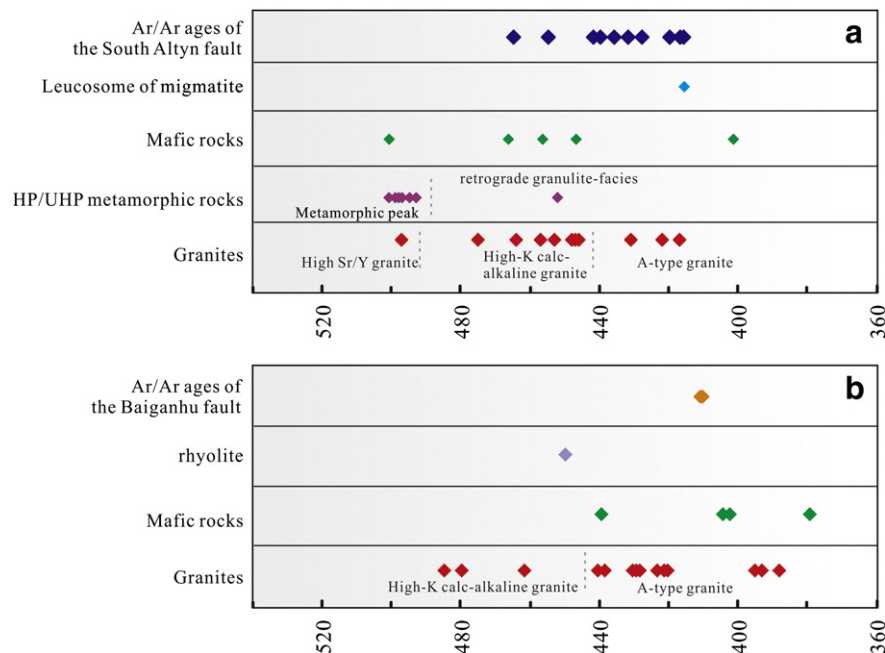 Ar/Ar ages of
the South Altyn fault
a
Leucosome of migmatite
Mafic rocks
retrograde granulite-facies
HP/UHP metamorphic rocks
Metamorphic peak
Granites
High Sr/Y granite
High-K calc-
alkaline granite
A-type granite
520
480
440
400
360
Ar/Ar ages of
the Baiganhu fault
b
rhyolite
Mafic rocks
Granites
High-K calc-alkaline granite
A-type granite
520
480
440
400
360